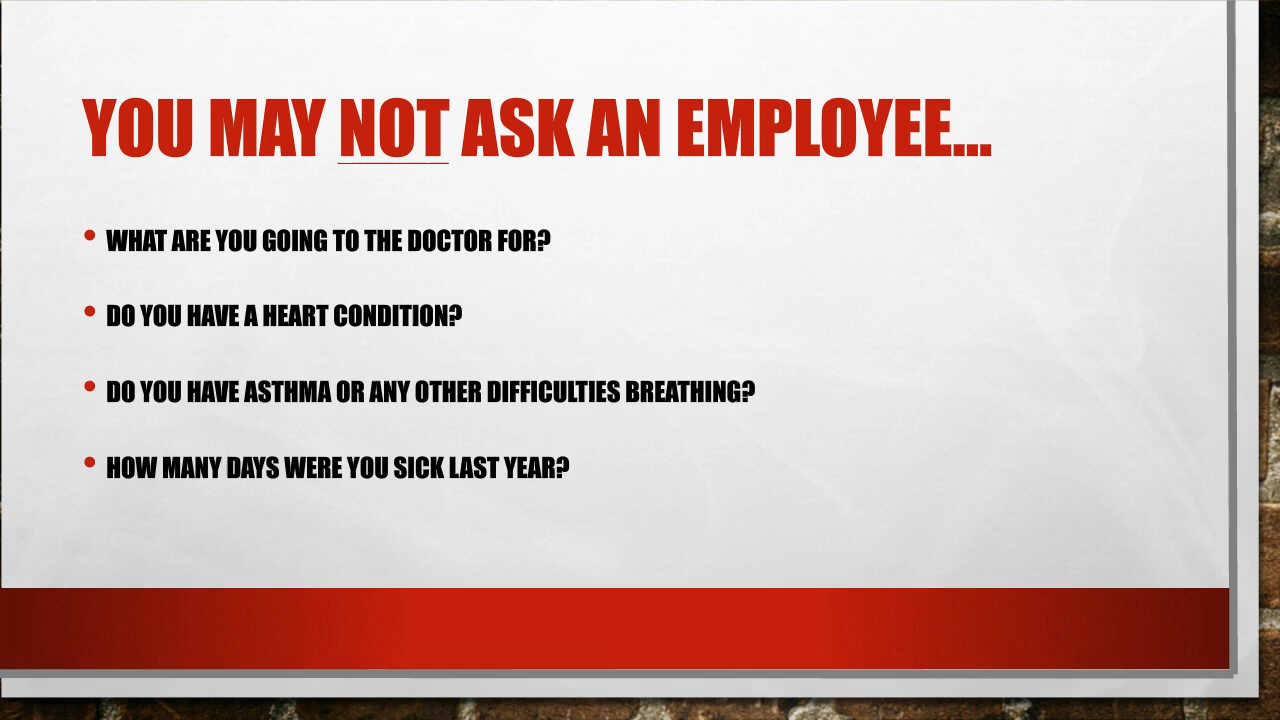 YOU MAY NOT ASK AN EMPLOYEE...
• WHAT ARE YOU GOING TO THE DOCTOR FOR?
• DO YOU HAVE A HEART CONDITION?
• DO YOU HAVE ASTHMA OR ANY OTHER DIFFICULTIES BREATHING?
• HOW MANY DAYS WERE YOU SICK LAST YEAR?